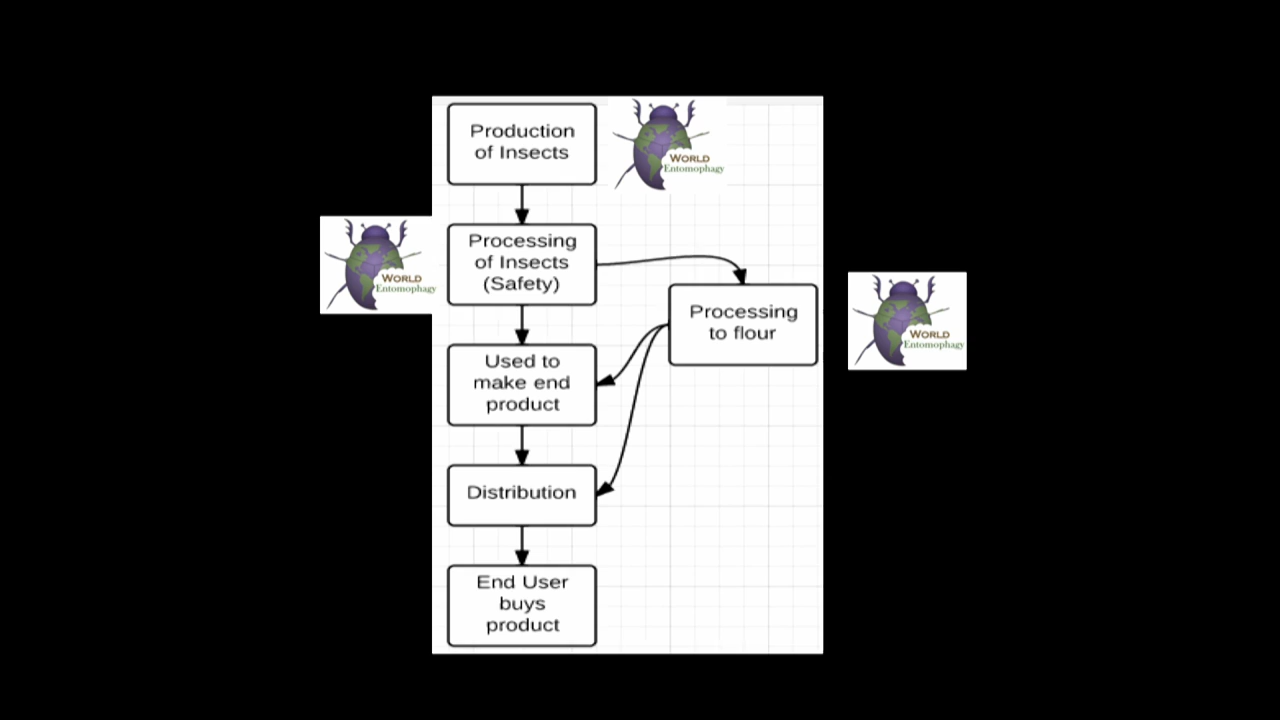 Production
of Insects
WORLD
Entomophagy
Processing
of Insects
(Safety)
WORLD
Entomophagy
Processing
to flour
WORLD
Entomophagy
Used to
make end
product
Distribution
End User
buys
product